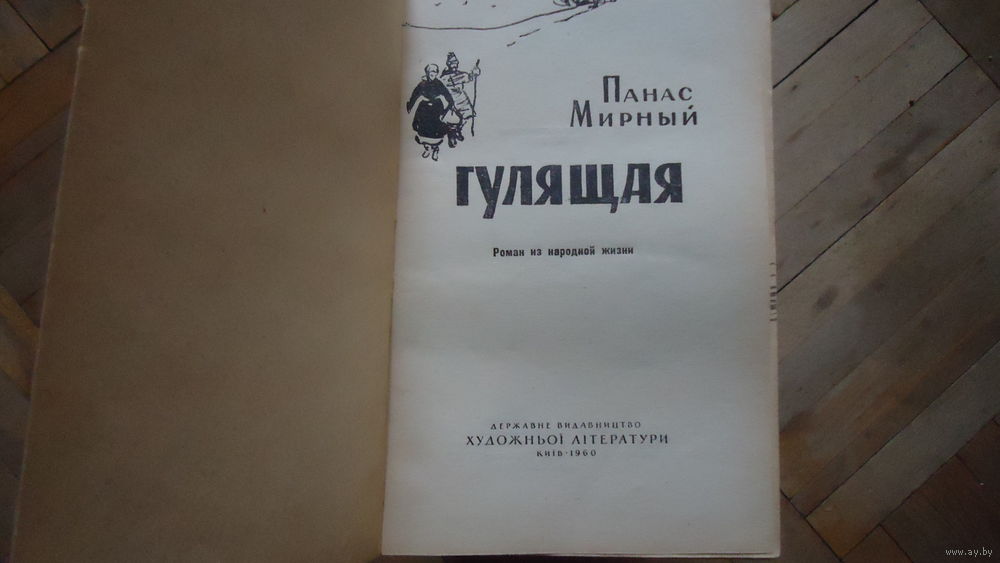 Панас
Мирный
ГУЛЯЩАЯ
Роман из народной жизни
ДЕРЖАВНЕ ВИДАВНИЦТВО
ХУДОЖНЬОЇ ЛІТЕРАТУРИ
КИЇВ·1960
www.ay.by